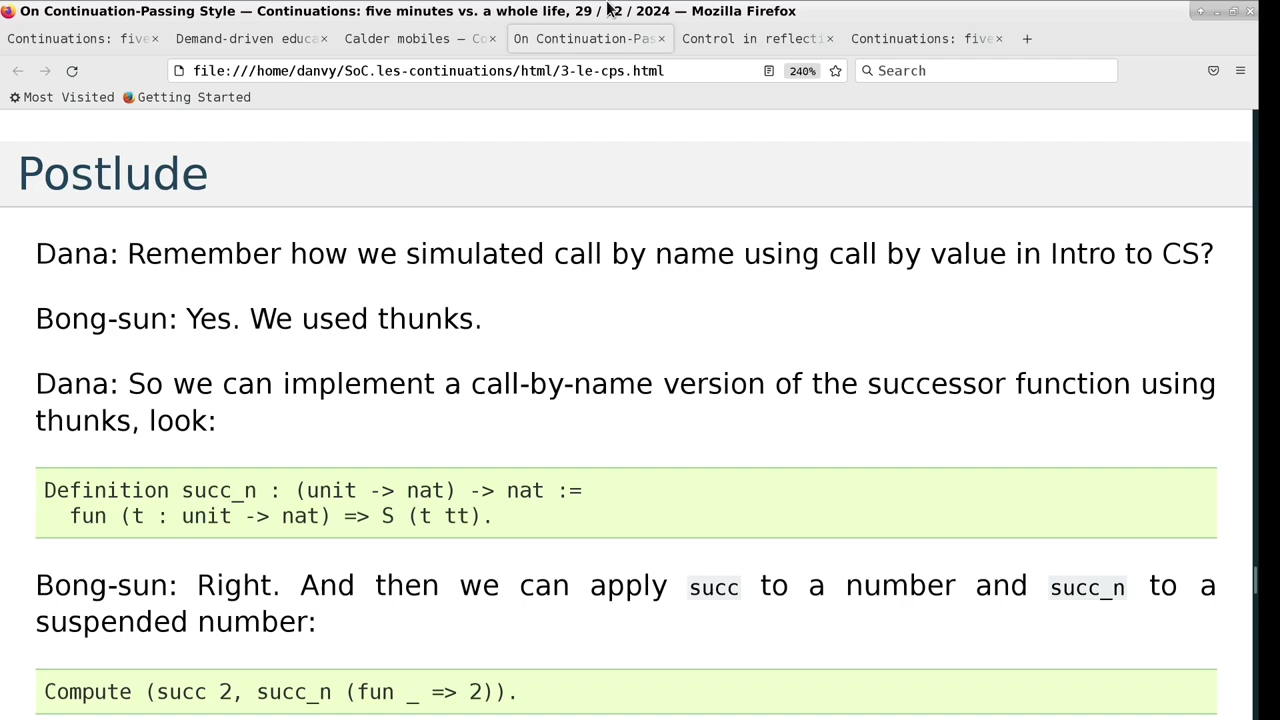 On Continuation-Passing Style — Continuations: five minutes vs. a whole life, 29 / 2 / 2024 — Mozilla Firefox
Continuations: five× Demand-driven educa× Calder mobiles — Co× On Continuation-Pas× Control in reflecti× Continuations: five× +
file:///home/danvy/SoC.les-continuations/html/3-le-cps.html 240% Search
Most Visited Getting Started
Postlude
Dana: Remember how we simulated call by name using call by value in Intro to CS?
Bong-sun: Yes. We used thunks.
Dana: So we can implement a call-by-name version of the successor function using
thunks, look:
Definition succ_n : (unit -> nat) -> nat :=
fun (t : unit -> nat) => S (t tt).
Bong-sun: Right. And then we can apply succ to a number and succ_n to a
suspended number:
Compute (succ 2, succ_n (fun _ => 2)).